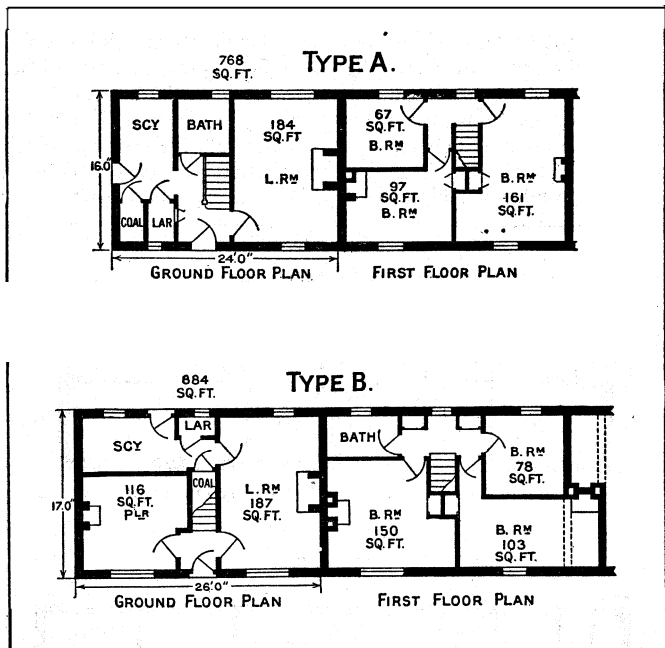 768
SQ.FT.
TYPE A.
SCY
BATH
184
SQ.FT
L.RM
COAL
LAR
16'.0"
24'.0"
GROUND FLOOR PLAN
67
SQ.FT.
B.RM
97
SQ.FT.
B.RM
B.RM
161
SQ.FT.
FIRST FLOOR PLAN
884
SQ.FT.
TYPE B.
SCY
LAR
COAL
116
SQ.FT.
PLR
L.RM
187
SQ.FT.
17'.0"
26'.0"
GROUND FLOOR PLAN
BATH
B.RM
150
SQ.FT.
B.RM
78
SQ.FT.
B.RM
103
SQ.FT.
FIRST FLOOR PLAN